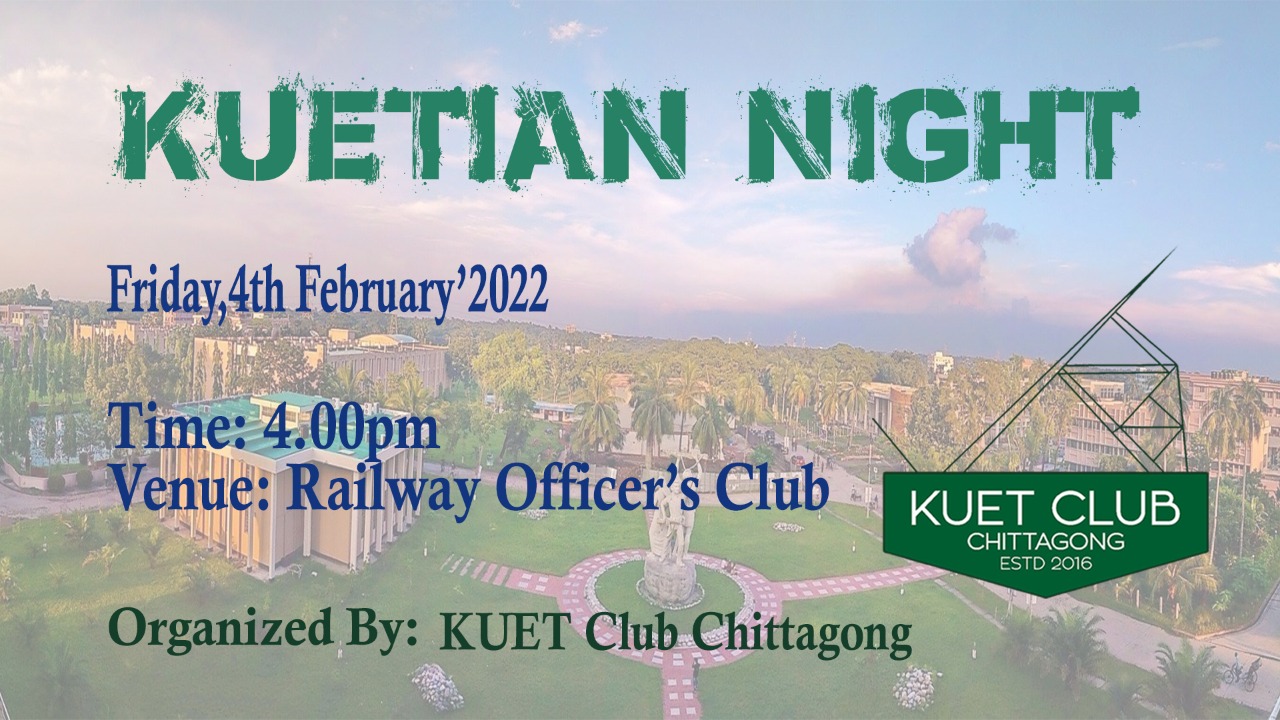 KUETIAN NIGHT
Friday,4th February’2022
Time: 4.00pm
Venue: Railway Officer’s Club
KUET CLUB
CHITTAGONG
ESTD 2016
Organized By: KUET Club Chittagong